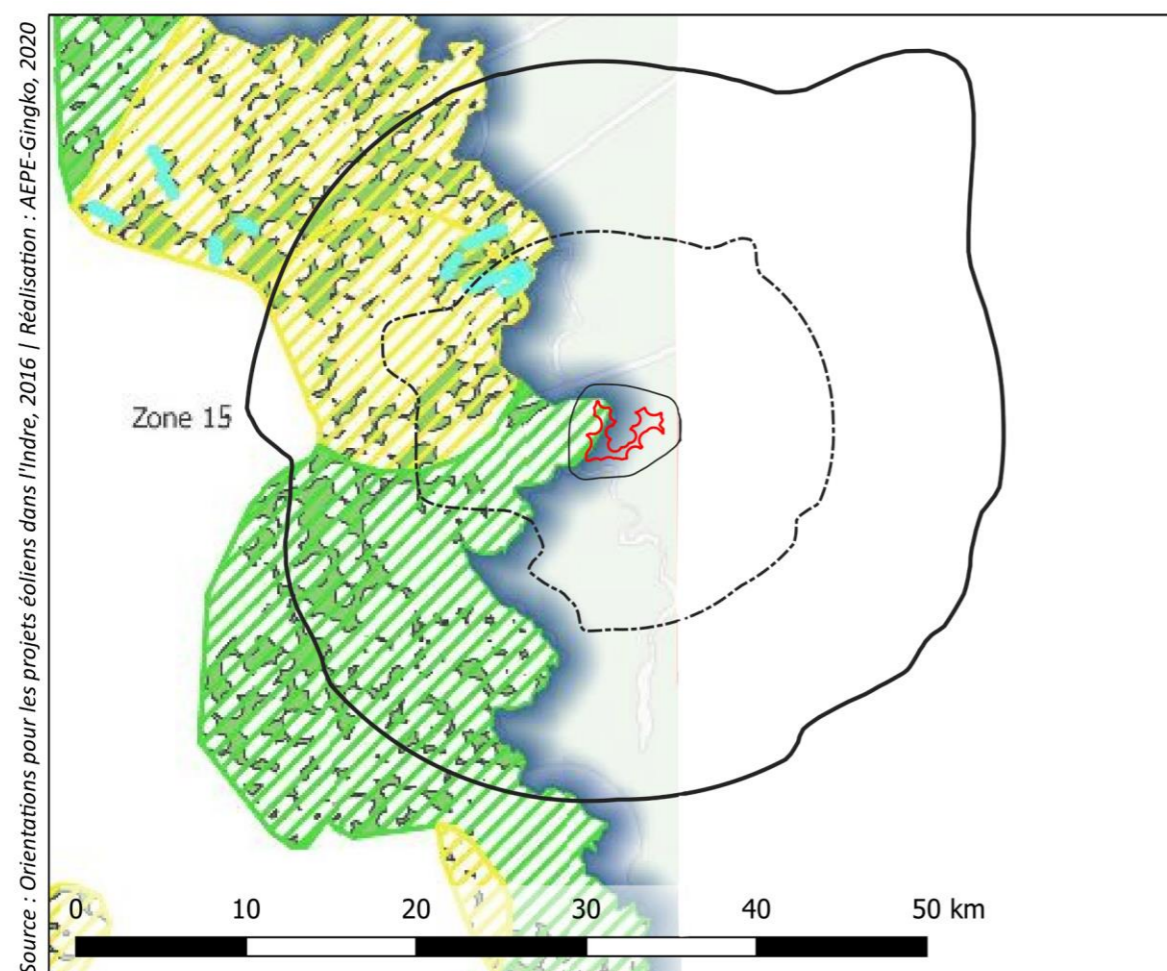 Source : Orientations pour les projets éoliens dans l'Indre, 2016 | Réalisation : AEPE-Gingko, 2020
Zone 15
0 10 20 30 40 50 km